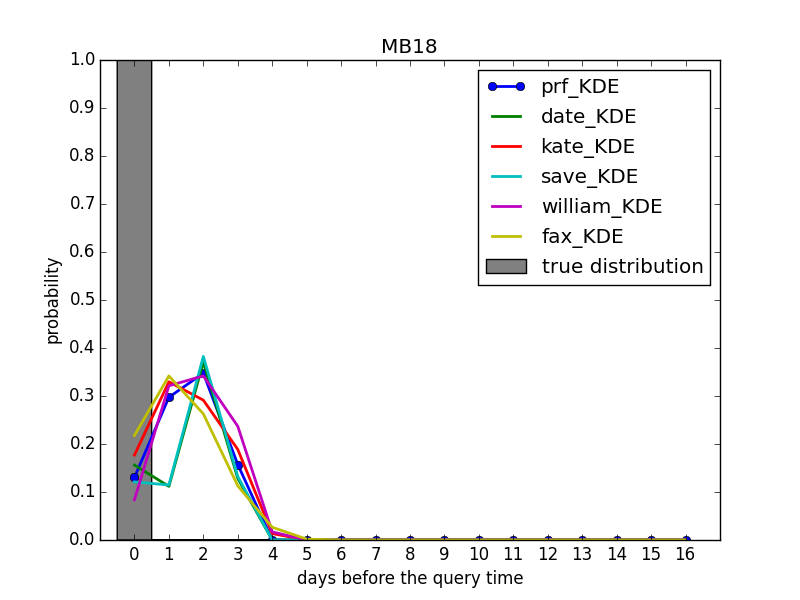 MB18
1.0
0.9
0.8
0.7
0.6
0.5
0.4
0.3
0.2
0.1
0.0
probability
prf_KDE
date_KDE
kate_KDE
save_KDE
william_KDE
fax_KDE
true distribution
0 1 2 3 4 5 6 7 8 9 10 11 12 13 14 15 16
days before the query time